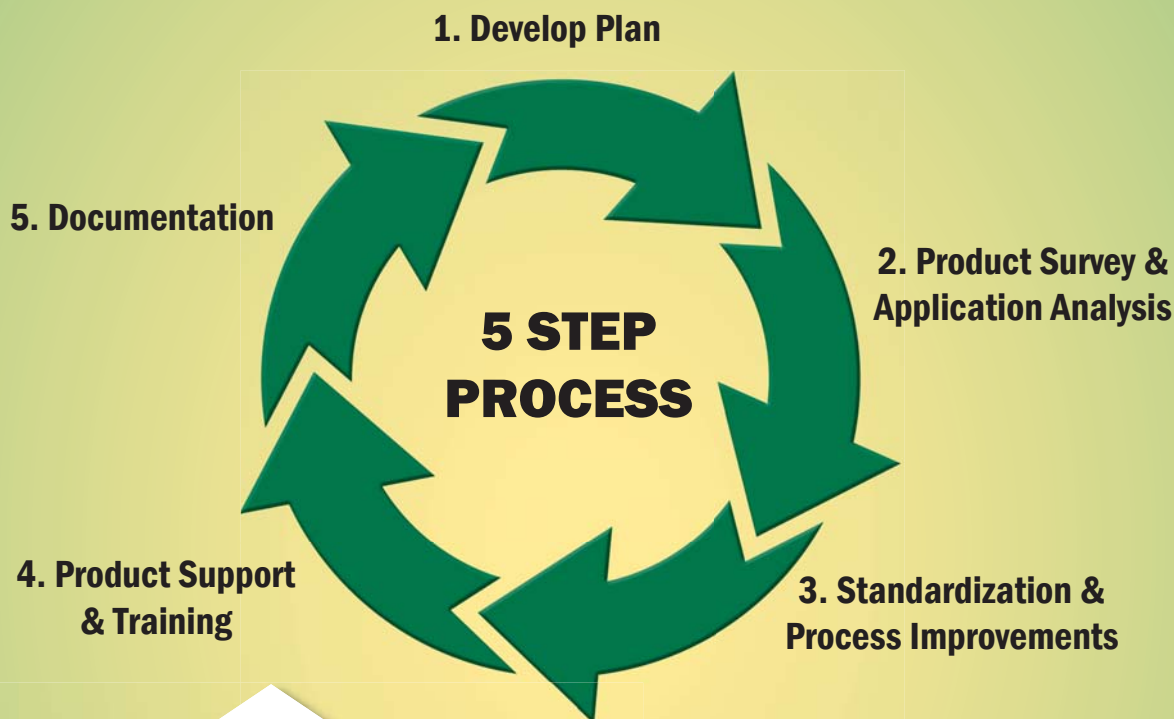 1. Develop Plan
2. Product Survey &
Application Analysis
3. Standardization &
Process Improvements
4. Product Support
& Training
5. Documentation
5 STEP
PROCESS